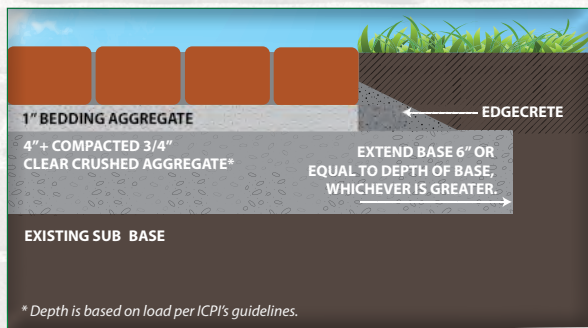 EDGECRETE
1" BEDDING AGGREGATE
4"+ COMPACTED 3/4"
CLEAR CRUSHED AGGREGATE*
EXTEND BASE 6" OR
EQUAL TO DEPTH OF BASE,
WHICHEVER IS GREATER.
EXISTING SUB BASE
* Depth is based on load per ICPI's guidelines.